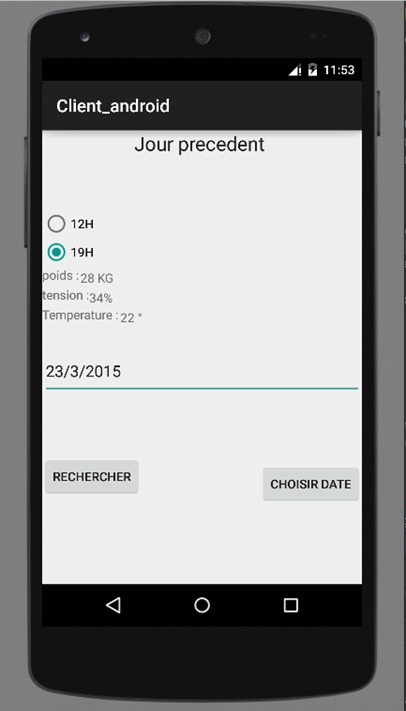 11:53
Client_android
Jour precedent
12H
19H
poids : 28 KG
tension : 34%
Temperature : 22 °
23/3/2015
RECHERCHER
CHOISIR DATE